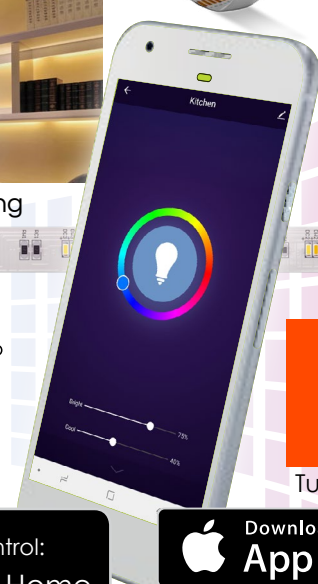 Kitchen
ng
Bright
75%
Cool
40%
Tu
ntrol:
Home
Downlo
App